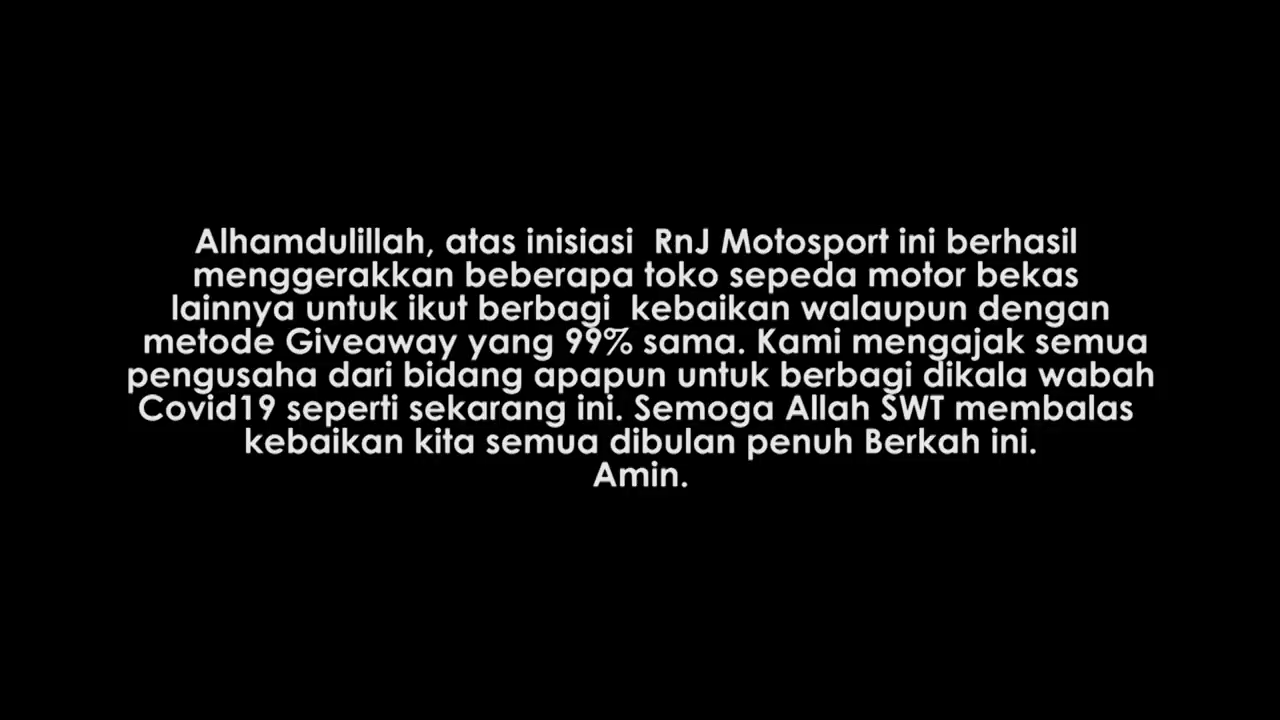 Alhamdulillah, atas inisiasi  RnJ Motosport ini berhasil
menggerakkan beberapa toko sepeda motor bekas
lainnya untuk ikut berbagi  kebaikan walaupun dengan
metode Giveaway yang 99% sama. Kami mengajak semua
pengusaha dari bidang apapun untuk berbagi dikala wabah
Covid19 seperti sekarang ini. Semoga Allah SWT membalas
kebaikan kita semua dibulan penuh Berkah ini.
Amin.